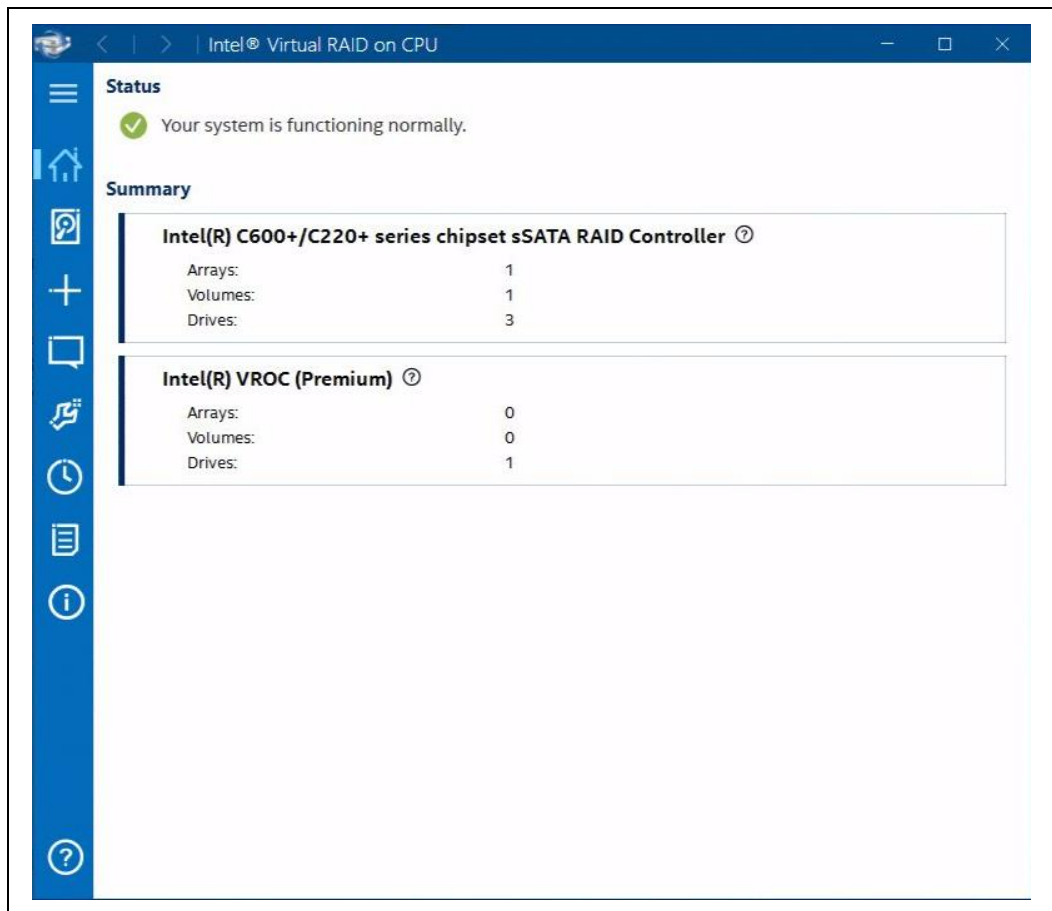 Intel® Virtual RAID on CPU
Status
Your system is functioning normally.
Summary
Intel(R) C600+/C220+ series chipset sSATA RAID Controller ?
Arrays: 1
Volumes: 1
Drives: 3
Intel(R) VROC (Premium) ?
Arrays: 0
Volumes: 0
Drives: 1